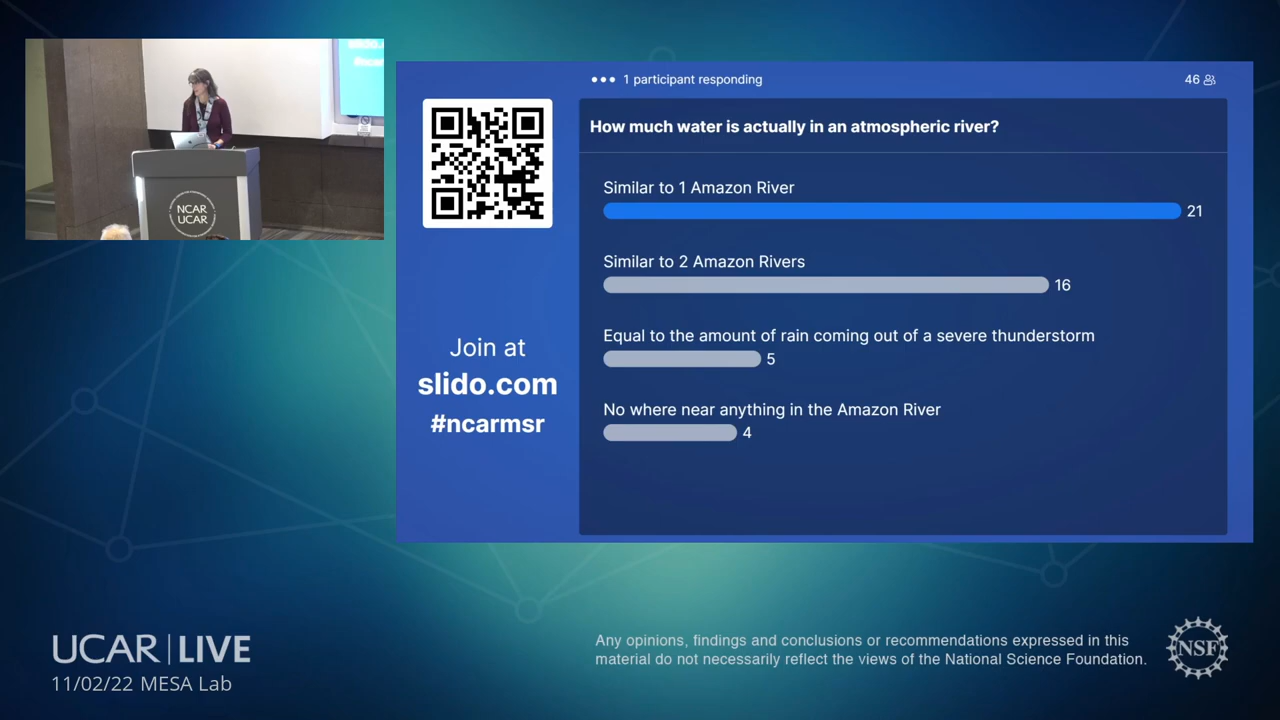 slido.
#ncar
NCAR
UCAR
1 participant responding
46
How much water is actually in an atmospheric river?
Similar to 1 Amazon River
21
Similar to 2 Amazon Rivers
16
Equal to the amount of rain coming out of a severe thunderstorm
5
No where near anything in the Amazon River
4
Join at
slido.com
#ncarmsr
UCAR | LIVE
11/02/22 MESA Lab
Any opinions, findings and conclusions or recommendations expressed in this
material do not necessarily reflect the views of the National Science Foundation.
NSF